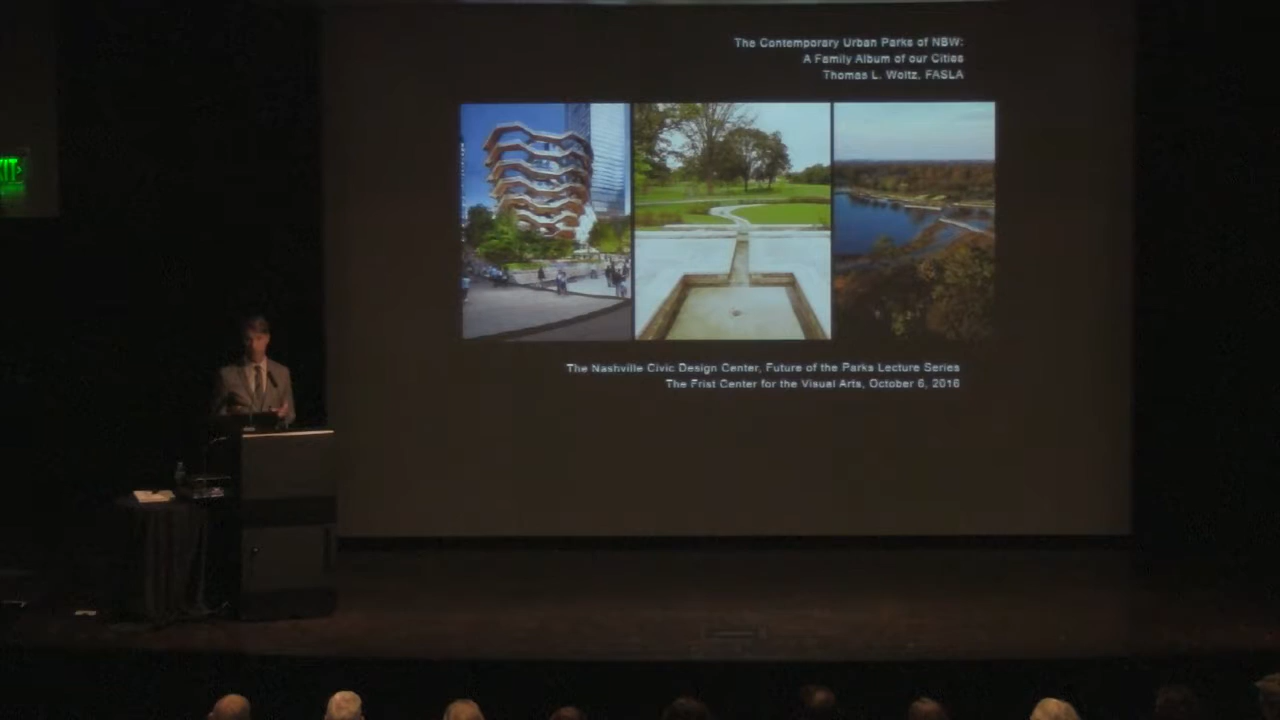 The Contemporary Urban Parks of NBW:
A Family Album of our Cities
Thomas L. Woltz, FASLA
The Nashville Civic Design Center, Future of the Parks Lecture Series
The Frist Center for the Visual Arts, October 6, 2016